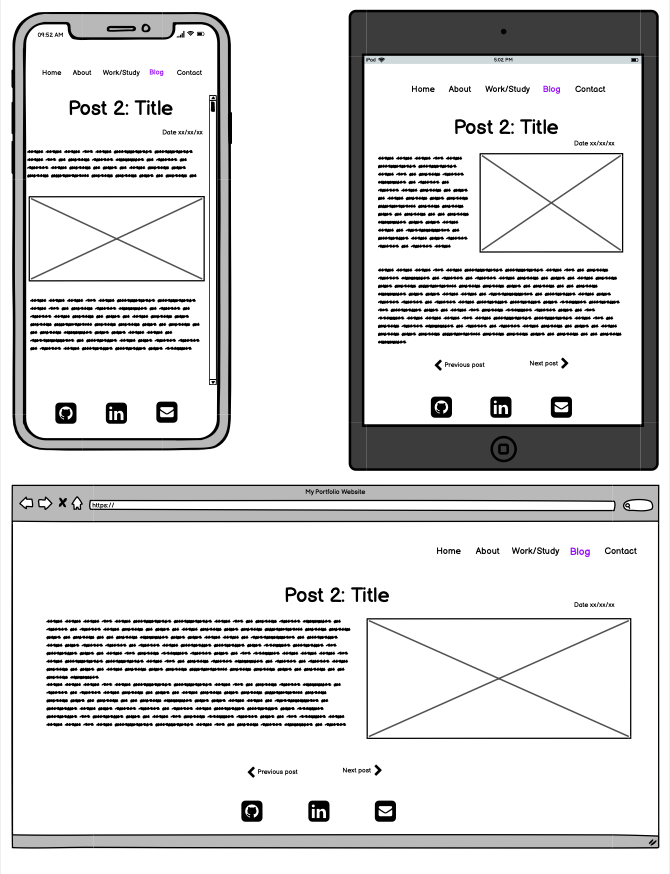 09:52 AM
Home About Work/Study Blog Contact
Post 2: Title
Date xx/xx/xx
in
iPod 5:02 PM
Home About Work/Study Blog Contact
Post 2: Title
Date xx/xx/xx
Previous post Next post
in
My Portfolio Website
https://
Home About Work/Study Blog Contact
Post 2: Title
Date xx/xx/xx
Previous post Next post
in